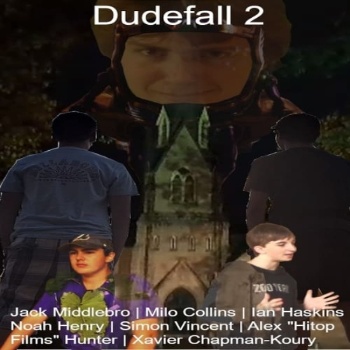 Dudefall 2
Jack Middlebro | Milo Collins | Ian Haskins
Noah Henry | Simon Vincent | Alex "Hitop
Films" Hunter | Xavier Chapman-Koury